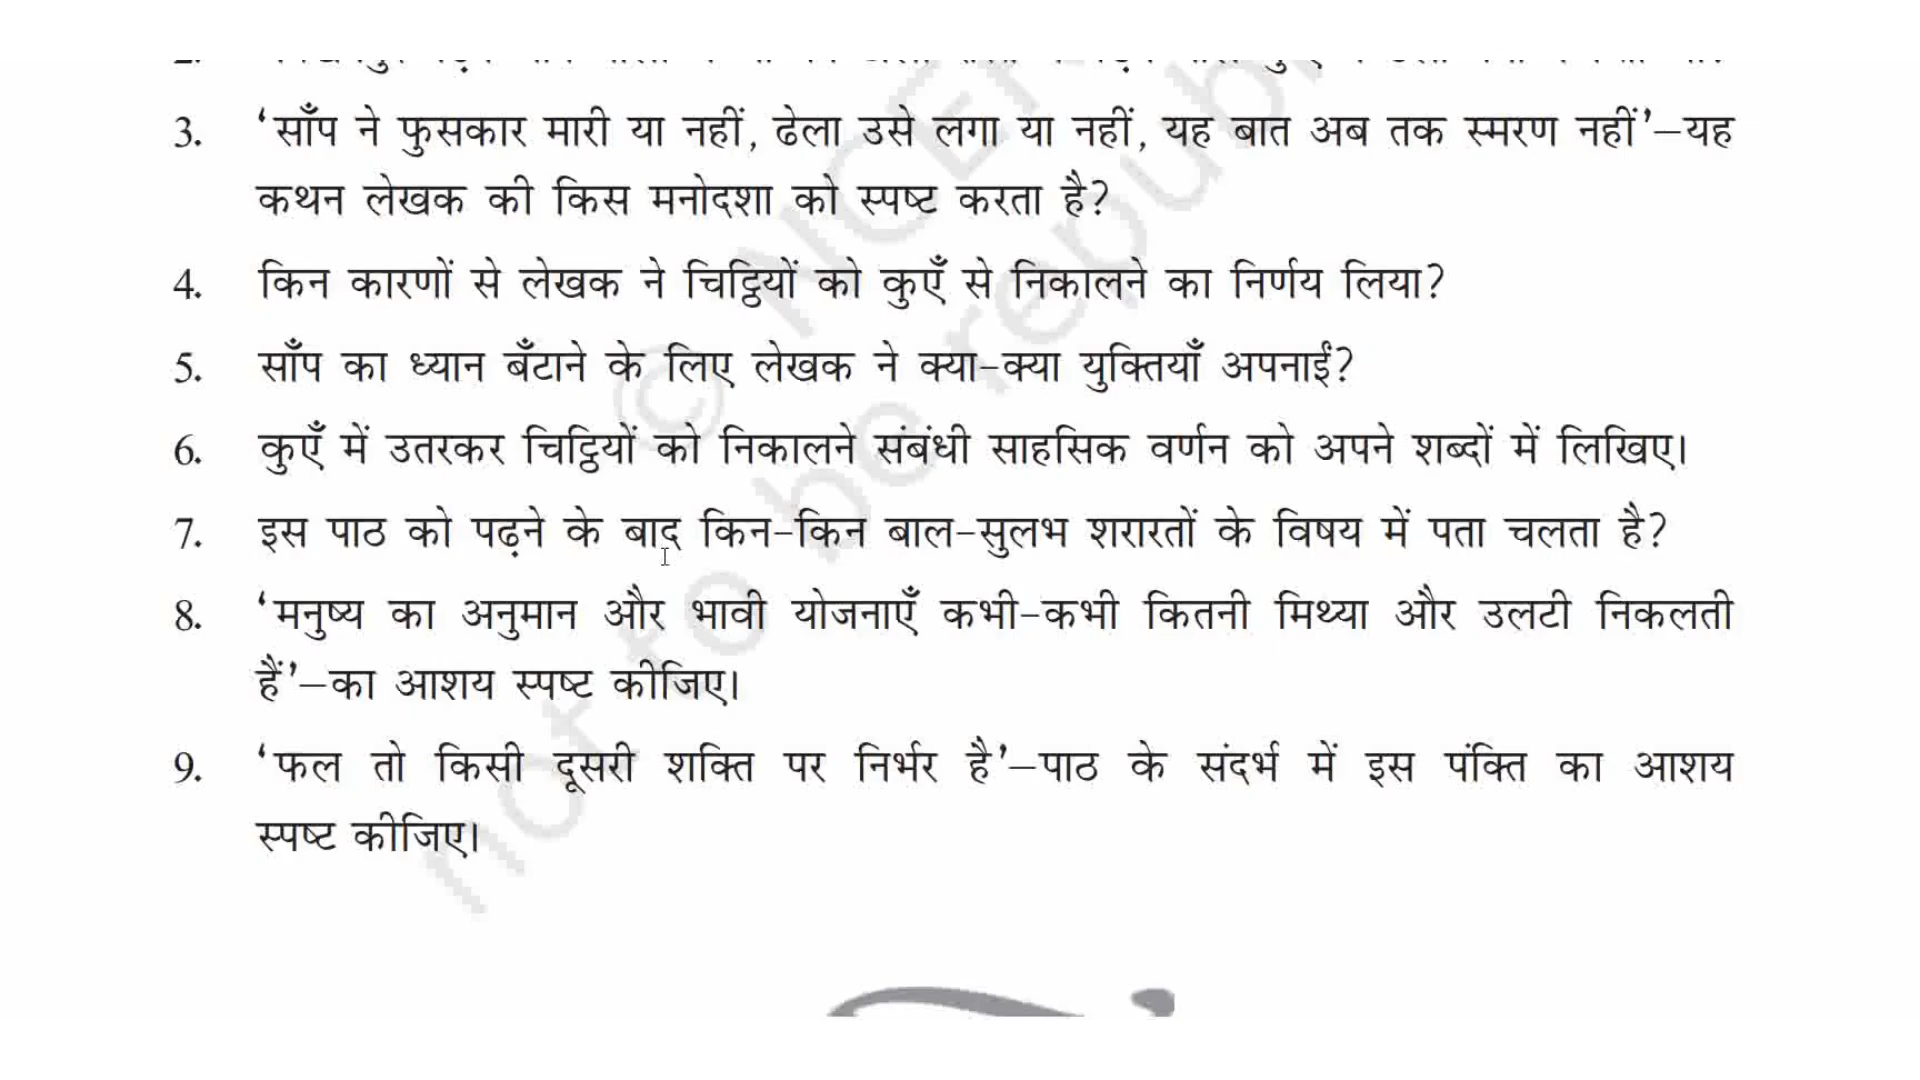 3. ‘साँप ने फुसकार मारी या नहीं, ढेला उसे लगा या नहीं, यह बात अब तक स्मरण नहीं’–यह
कथन लेखक की किस मनोदशा को स्पष्ट करता है?
4. किन कारणों से लेखक ने चिट्ठियों को कुएँ से निकालने का निर्णय लिया?
5. साँप का ध्यान बँटाने के लिए लेखक ने क्या-क्या युक्तियाँ अपनाईं?
6. कुएँ में उतरकर चिट्ठियों को निकालने संबंधी साहसिक वर्णन को अपने शब्दों में लिखिए।
7. इस पाठ को पढ़ने के बाद किन-किन बाल-सुलभ शरारतों के विषय में पता चलता है?
8. ‘मनुष्य का अनुमान और भावी योजनाएँ कभी-कभी कितनी मिथ्या और उलटी निकलती
हैं’–का आशय स्पष्ट कीजिए।
9. ‘फल तो किसी दूसरी शक्ति पर निर्भर है’–पाठ के संदर्भ में इस पंक्ति का आशय
स्पष्ट कीजिए।
©
not to be